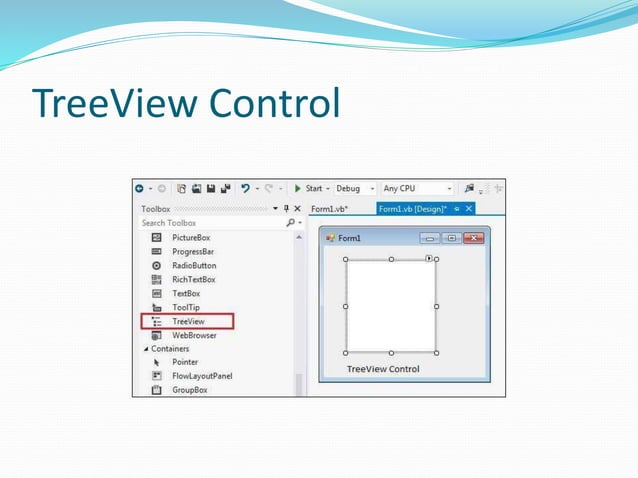 TreeView Control
Start Debug Any CPU
Toolbox
Form1.vb*
Form1.vb [Design]*
Search Toolbox
PictureBox
ProgressBar
RadioButton
RichTextBox
TextBox
ToolTip
TreeView
WebBrowser
Containers
Pointer
FlowLayoutPanel
GroupBox
Form1
TreeView Control